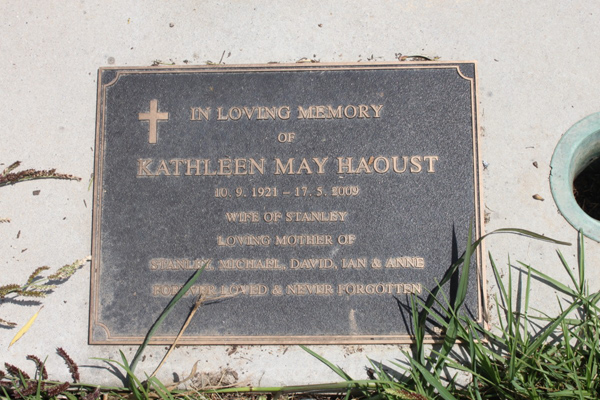 IN LOVING MEMORY
OF
KATHLEEN MAY HAOUST
10. 9. 1921 – 17. 5. 2009
WIFE OF STANLEY
LOVING MOTHER OF
STANLEY, MICHAEL, DAVID, IAN & ANNE
FOREVER LOVED & NEVER FORGOTTEN